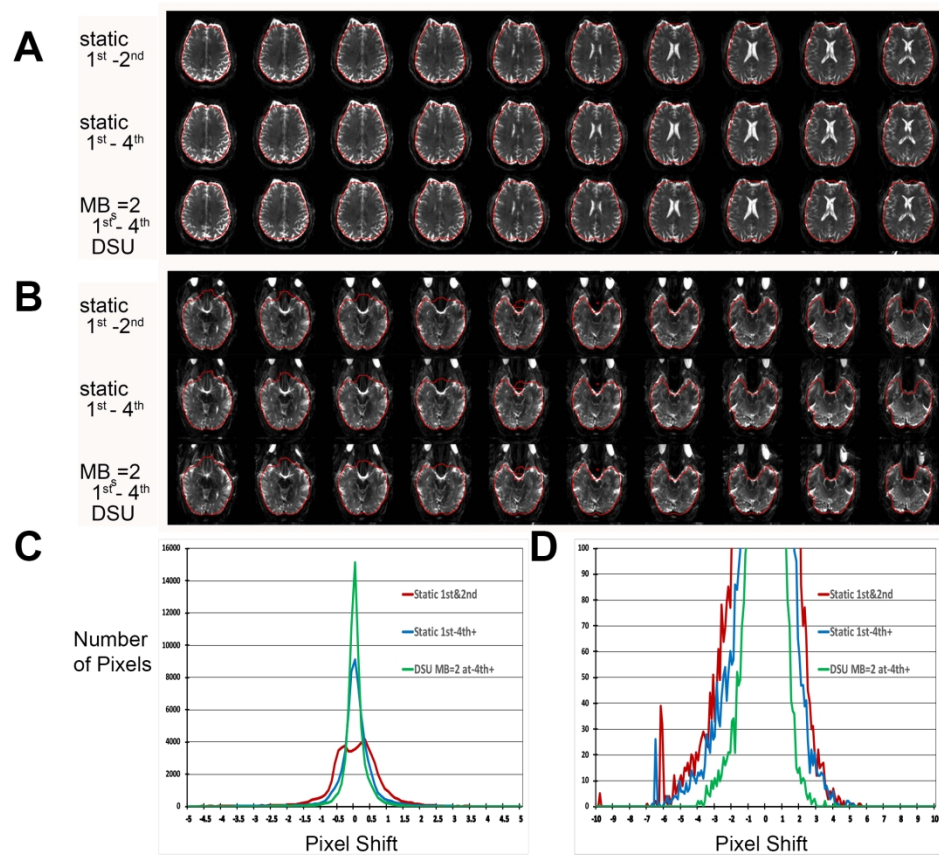 A
static
1st -2nd
static
1st - 4th
MBs=2
1st - 4th
DSU
B
static
1st -2nd
static
1st - 4th
MBs=2
1st - 4th
DSU
C
Number
of Pixels
16000
14000
12000
10000
8000
6000
4000
2000
0
Static 1st&2nd
Static 1st-4th+
DSU MB=2 at-4th+
-5 -4.5 -4 -3.5 -3 -2.5 -2 -1.5 -1 -0.5 0 0.5 1 1.5 2 2.5 3 3.5 4 4.5 5
Pixel Shift
D
100
90
80
70
60
50
40
30
20
10
0
Static 1st&2nd
Static 1st-4th+
DSU MB=2 at-4th+
-10 -9 -8 -7 -6 -5 -4 -3 -2 -1 0 1 2 3 4 5 6 7 8 9 10
Pixel Shift